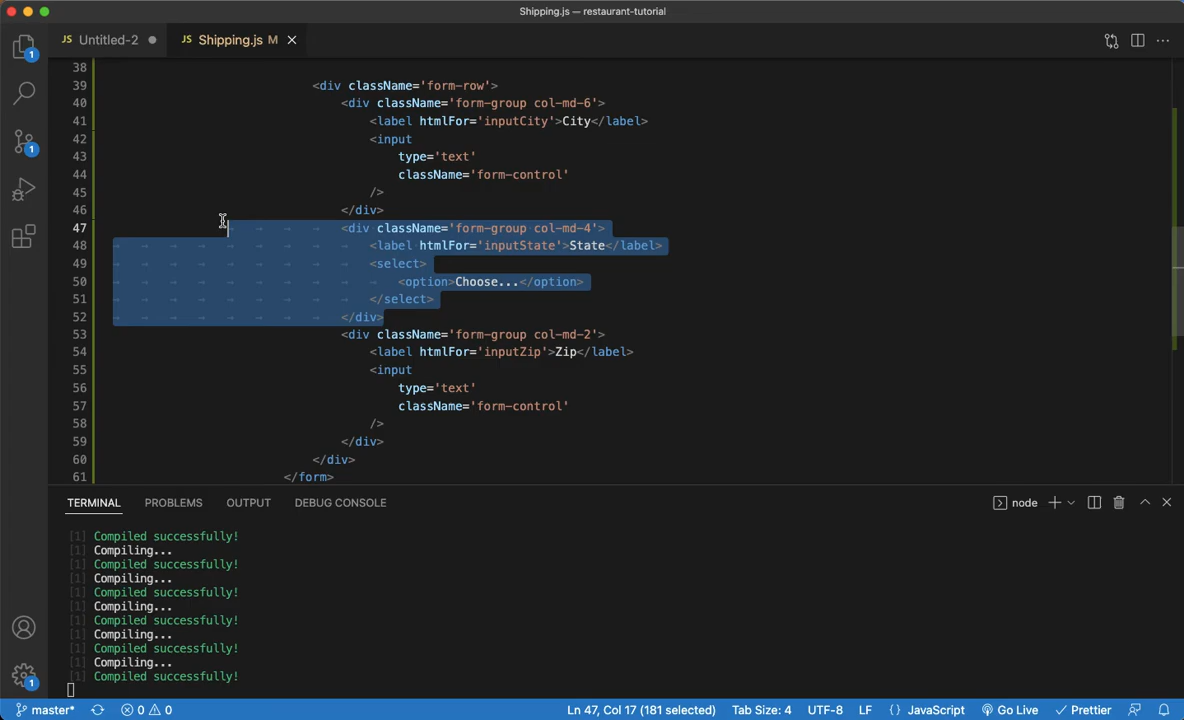 Shipping.js — restaurant-tutorial
JS Untitled-2 JS Shipping.js M
38
39 <div className='form-row'>
40 <div className='form-group col-md-6'>
41 <label htmlFor='inputCity'>City</label>
42 <input
43 type='text'
44 className='form-control'
45 />
46 </div>
47 <div className='form-group col-md-4'>
48 <label htmlFor='inputState'>State</label>
49 <select>
50 <option>Choose...</option>
51 </select>
52 </div>
53 <div className='form-group col-md-2'>
54 <label htmlFor='inputZip'>Zip</label>
55 <input
56 type='text'
57 className='form-control'
58 />
59 </div>
60 </div>
61 </form>
TERMINAL PROBLEMS OUTPUT DEBUG CONSOLE node
[1] Compiled successfully!
[1] Compiling...
[1] Compiled successfully!
[1] Compiling...
[1] Compiled successfully!
[1] Compiling...
[1] Compiled successfully!
[1] Compiling...
[1] Compiled successfully!
[1] Compiling...
[1] Compiled successfully!
1
1
1
master* 0 0 Ln 47, Col 17 (181 selected) Tab Size: 4 UTF-8 LF {} JavaScript Go Live Prettier